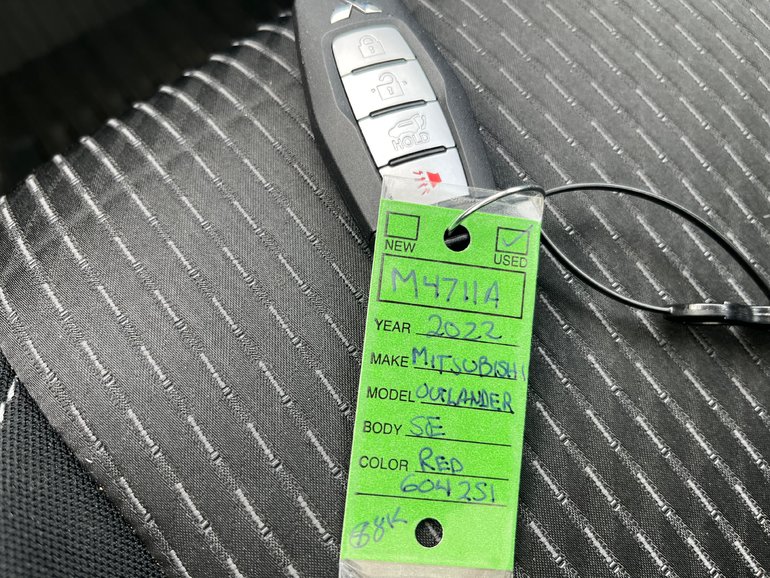 HOLD
NEW USED
M4711A
YEAR 2022
MAKE MITSUBISHI
MODEL OUTLANDER
BODY SE
COLOR RED
604251
88K